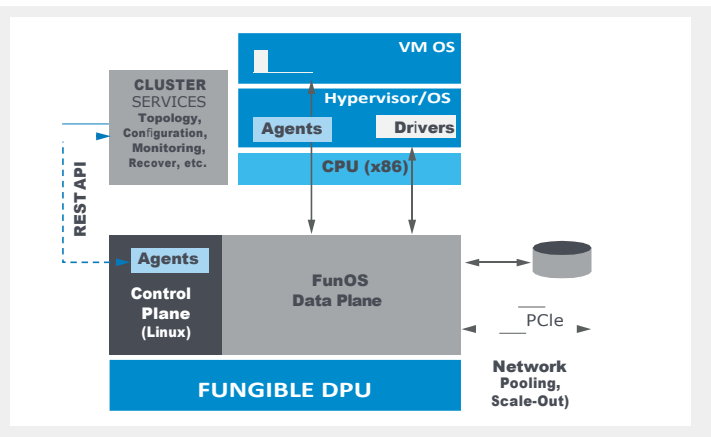 VM OS
CLUSTER
SERVICES
Topology,
Configuration,
Monitoring,
Recover, etc.
Hypervisor/OS
Agents
Drivers
CPU (x86)
REST API
Agents
Control
Plane
(Linux)
FunOS
Data Plane
PCIe
Network
Pooling,
Scale-Out)
FUNGIBLE DPU